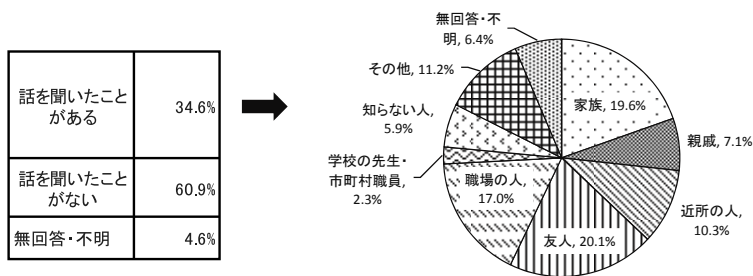 話を聞いたこと
がある
34.6%
話を聞いたこと
がない
60.9%
無回答・不明
4.6%
無回答・不
明, 6.4%
その他, 11.2%
知らない人,
5.9%
学校の先生・
市町村職員,
2.3%
職場の人,
17.0%
友人, 20.1%
近所の人,
10.3%
親戚, 7.1%
家族, 19.6%